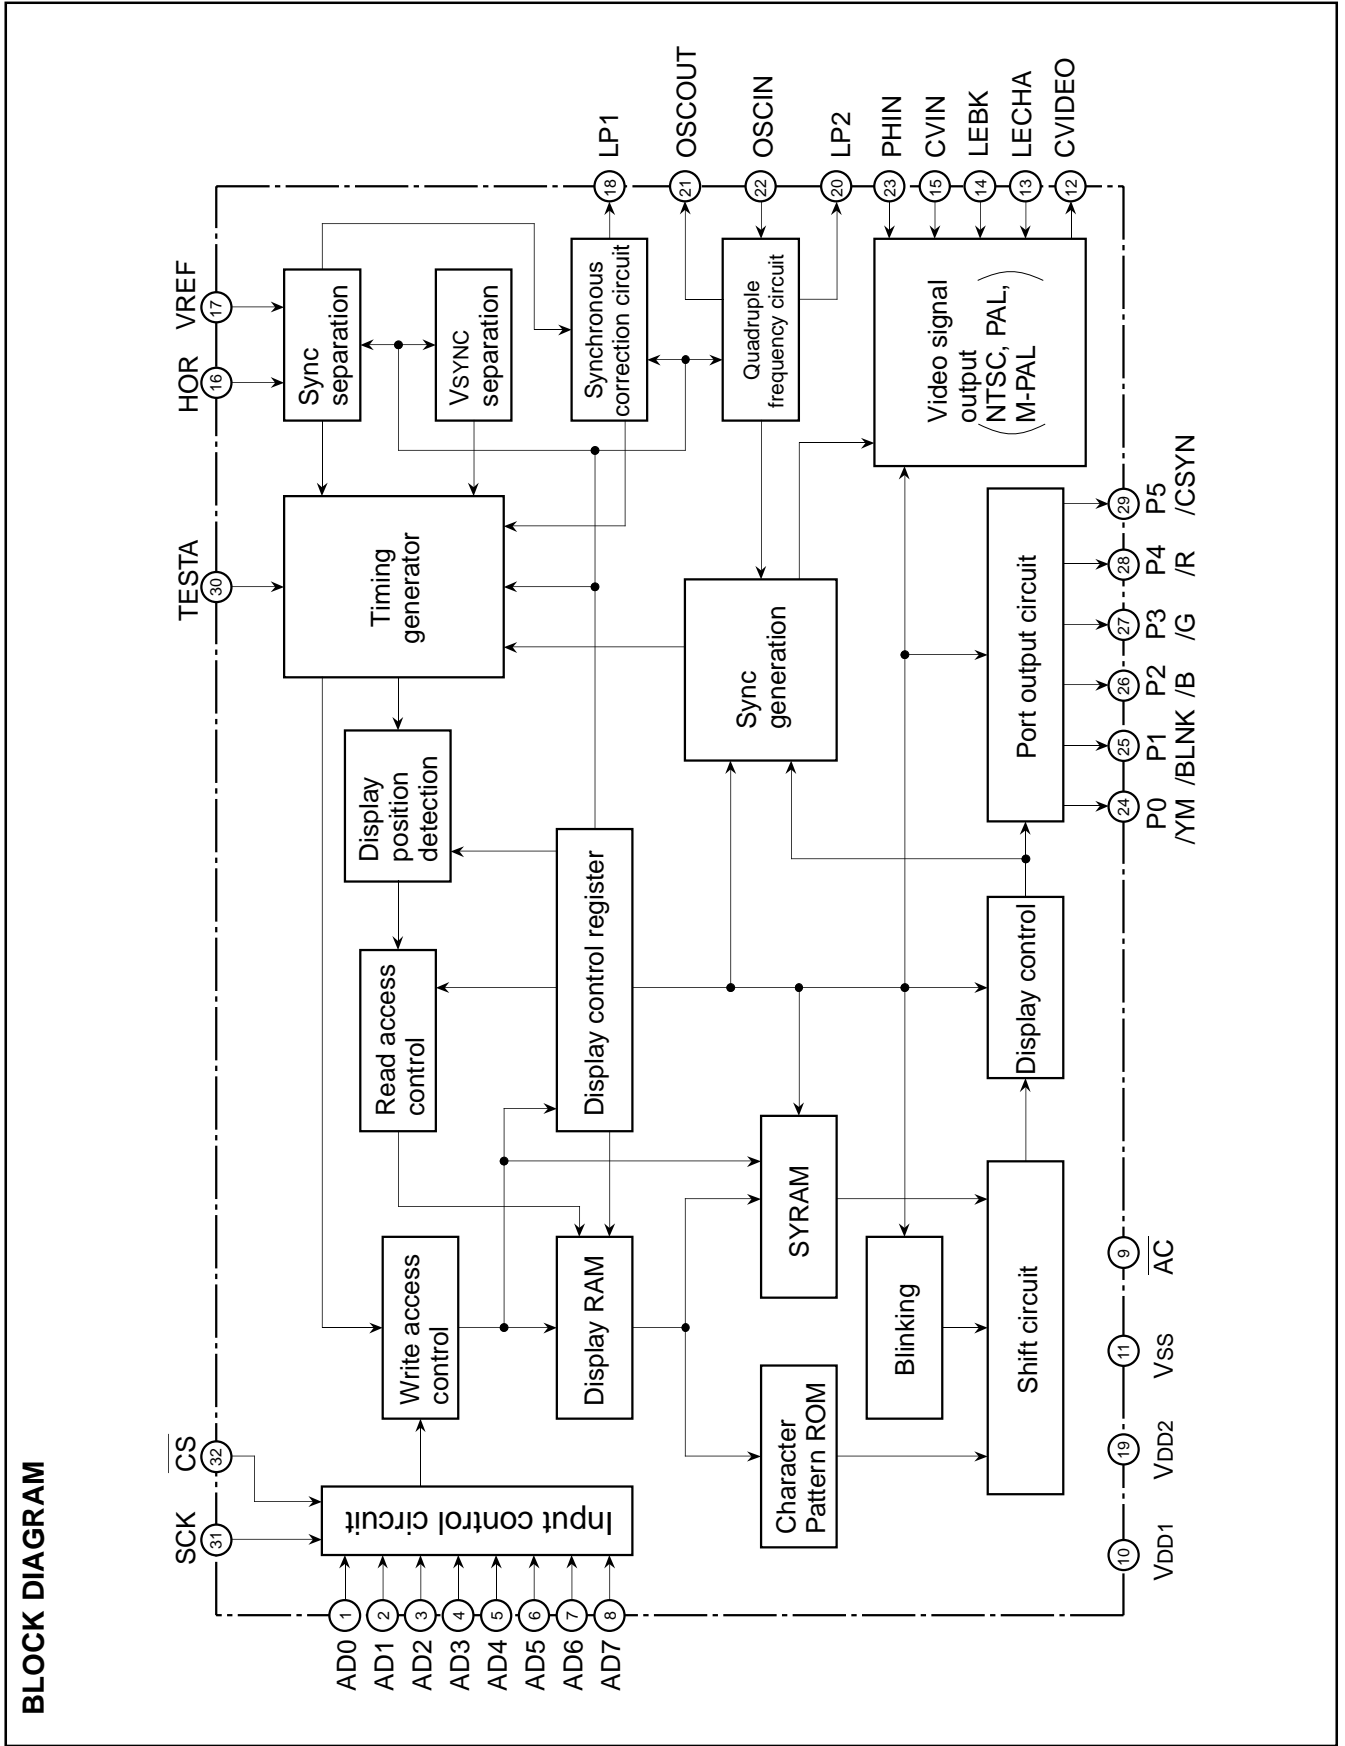 BLOCK DIAGRAM
SCK
31
CS
32
TESTA
30
HOR
16
VREF
17
AD0
1
AD1
2
AD2
3
AD3
4
AD4
5
AD5
6
AD6
7
AD7
8
Input control circuit
Write access
control
Read access
control
Display
position
detection
Timing
generator
Sync
separation
VSYNC
separation
Display RAM
Display control register
Synchronous
correction circuit
Quadruple
frequency circuit
Character
Pattern ROM
SYRAM
Sync
generation
Blinking
Video signal
output
NTSC, PAL,
M-PAL
Shift circuit
Display control
Port output circuit
18
LP1
21
OSCOUT
22
OSCIN
20
LP2
23
PHIN
15
CVIN
14
LEBK
13
LECHA
12
CVIDEO
10
VDD1
19
VDD2
11
VSS
9
AC
24
P0
/YM
25
P1
/BLNK
26
P2
/B
27
P3
/G
28
P4
/R
29
P5
/CSYN